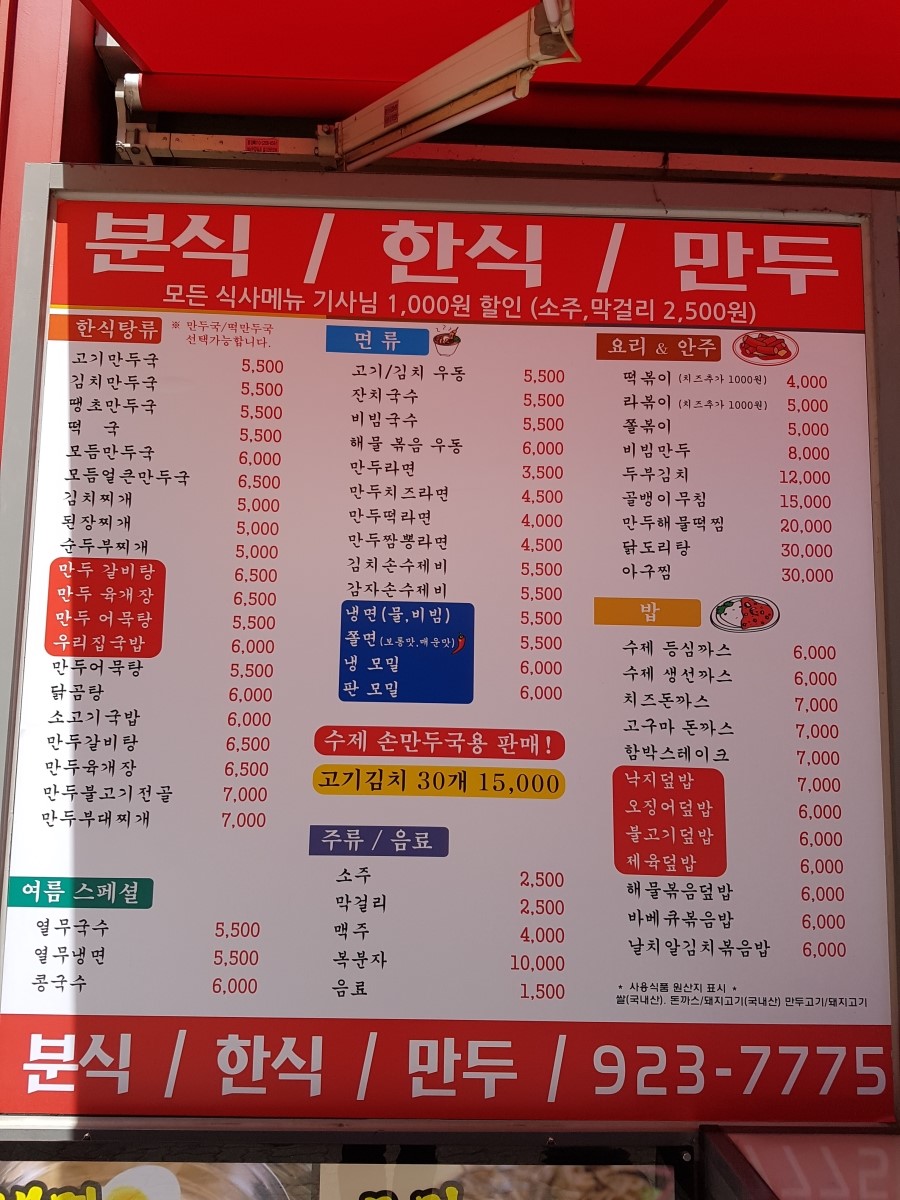 분식 / 한식 / 만두
모든 식사메뉴 기사님 1,000원 할인 (소주,막걸리 2,500원)
한식탕류
※ 만두국/떡만두국
선택가능합니다.
고기만두국 5,500
김치만두국 5,500
땡초만두국 5,500
떡 국 5,500
모듬만두국 6,000
모듬얼큰만두국 6,500
김치찌개 5,000
된장찌개 5,000
순두부찌개 5,000
만두 갈비탕 6,500
만두 육개장 6,500
만두 어묵탕 5,500
우리집국밥 6,000
만두어묵탕 5,500
닭곰탕 6,000
소고기국밥 6,000
만두갈비탕 6,500
만두육개장 6,500
만두불고기전골 7,000
만두부대찌개 7,000
여름 스페셜
열무국수 5,500
열무냉면 5,500
콩국수 6,000
면류
고기/김치 우동 5,500
잔치국수 5,500
비빔국수 5,500
해물 볶음 우동 6,000
만두라면 3,500
만두치즈라면 4,500
만두떡라면 4,000
만두짬뽕라면 4,500
김치손수제비 5,500
감자손수제비 5,500
냉면(물,비빔) 5,500
쫄면(보통맛,매운맛) 5,500
냉 모밀 6,000
판 모밀 6,000
수제 손만두국용 판매!
고기김치 30개 15,000
주류 / 음료
소주 2,500
막걸리 2,500
맥주 4,000
복분자 10,000
음료 1,500
요리 & 안주
떡볶이 (치즈추가 1000원) 4,000
라볶이 (치즈추가 1000원) 5,000
쫄볶이 5,000
비빔만두 8,000
두부김치 12,000
골뱅이무침 15,000
만두해물떡찜 20,000
닭도리탕 30,000
아구찜 30,000
밥
수제 등심까스 6,000
수제 생선까스 6,000
치즈돈까스 7,000
고구마 돈까스 7,000
함박스테이크 7,000
낙지덮밥 7,000
오징어덮밥 6,000
불고기덮밥 6,000
제육덮밥 6,000
해물볶음덮밥 6,000
바베큐볶음밥 6,000
날치알김치볶음밥 6,000
* 사용식품 원산지 표시 *
쌀(국내산). 돈까스/돼지고기(국내산) 만두고기/돼지고기
분식 / 한식 / 만두 / 923-7775